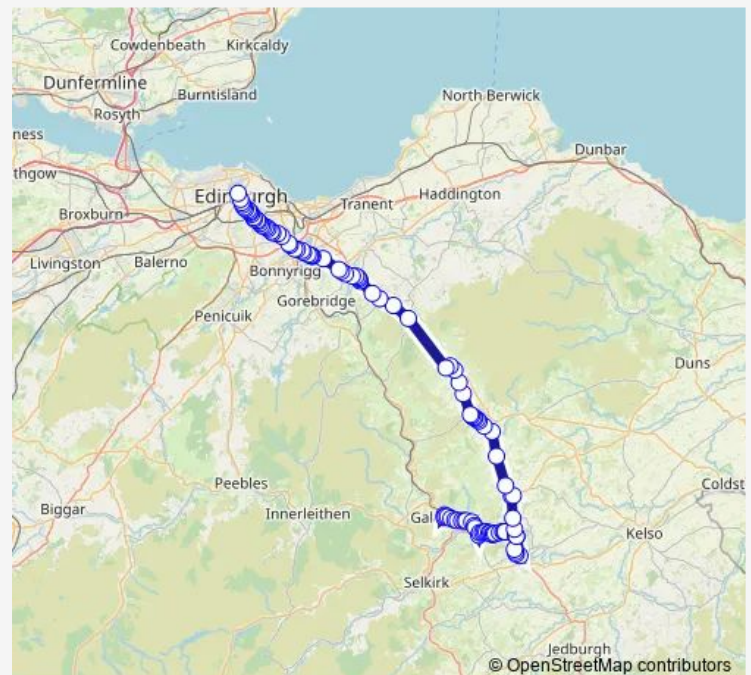 Cowdenbeath
Kirkcaldy
Dunfermline
Burntisland
Rosyth
North Berwick
ness
Dunbar
thgow
Edinburgh
Haddington
Tranent
Broxburn
Livingston
Balerno
Bonnyrigg
Gorebridge
Penicuik
Duns
Peebles
Coldst
Biggar
Innerleithen
Gal
Kelso
Selkirk
Jedburgh
© OpenStreetMap contributors